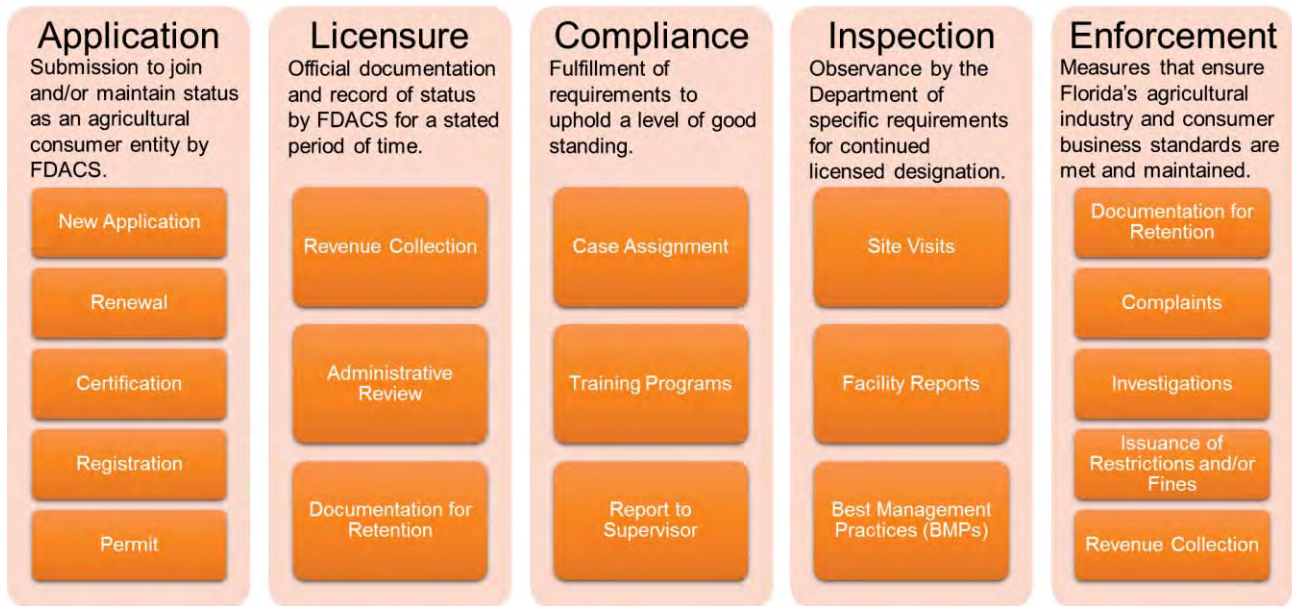 Application
Submission to join
and/or maintain status
as an agricultural
consumer entity by
FDACS.
New Application
Renewal
Certification
Registration
Permit
Licensure
Official documentation
and record of status
by FDACS for a stated
period of time.
Revenue Collection
Administrative
Review
Documentation for
Retention
Compliance
Fulfillment of
requirements to
uphold a level of good
standing.
Case Assignment
Training Programs
Report to
Supervisor
Inspection
Observance by the
Department of
specific requirements
for continued
licensed designation.
Site Visits
Facility Reports
Best Management
Practices (BMPs)
Enforcement
Measures that ensure
Florida's agricultural
industry and consumer
business standards are
met and maintained.
Documentation for
Retention
Complaints
Investigations
Issuance of
Restrictions and/or
Fines
Revenue Collection